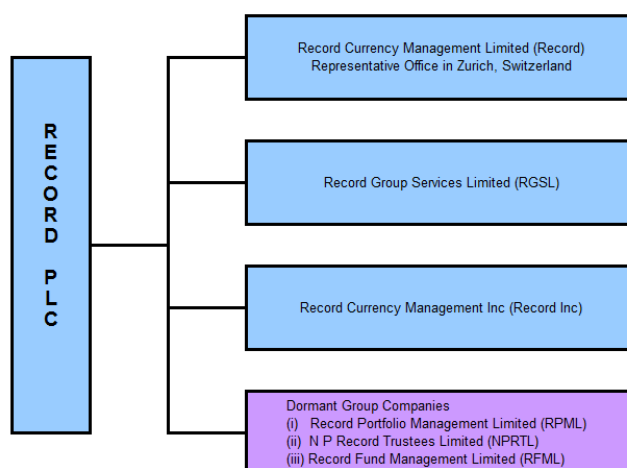 RECORD PLC
Record Currency Management Limited (Record)
Representative Office in Zurich, Switzerland
Record Group Services Limited (RGSL)
Record Currency Management Inc (Record Inc)
Dormant Group Companies
(i) Record Portfolio Management Limited (RPML)
(ii) N P Record Trustees Limited (NPRTL)
(iii) Record Fund Management Limited (RFML)